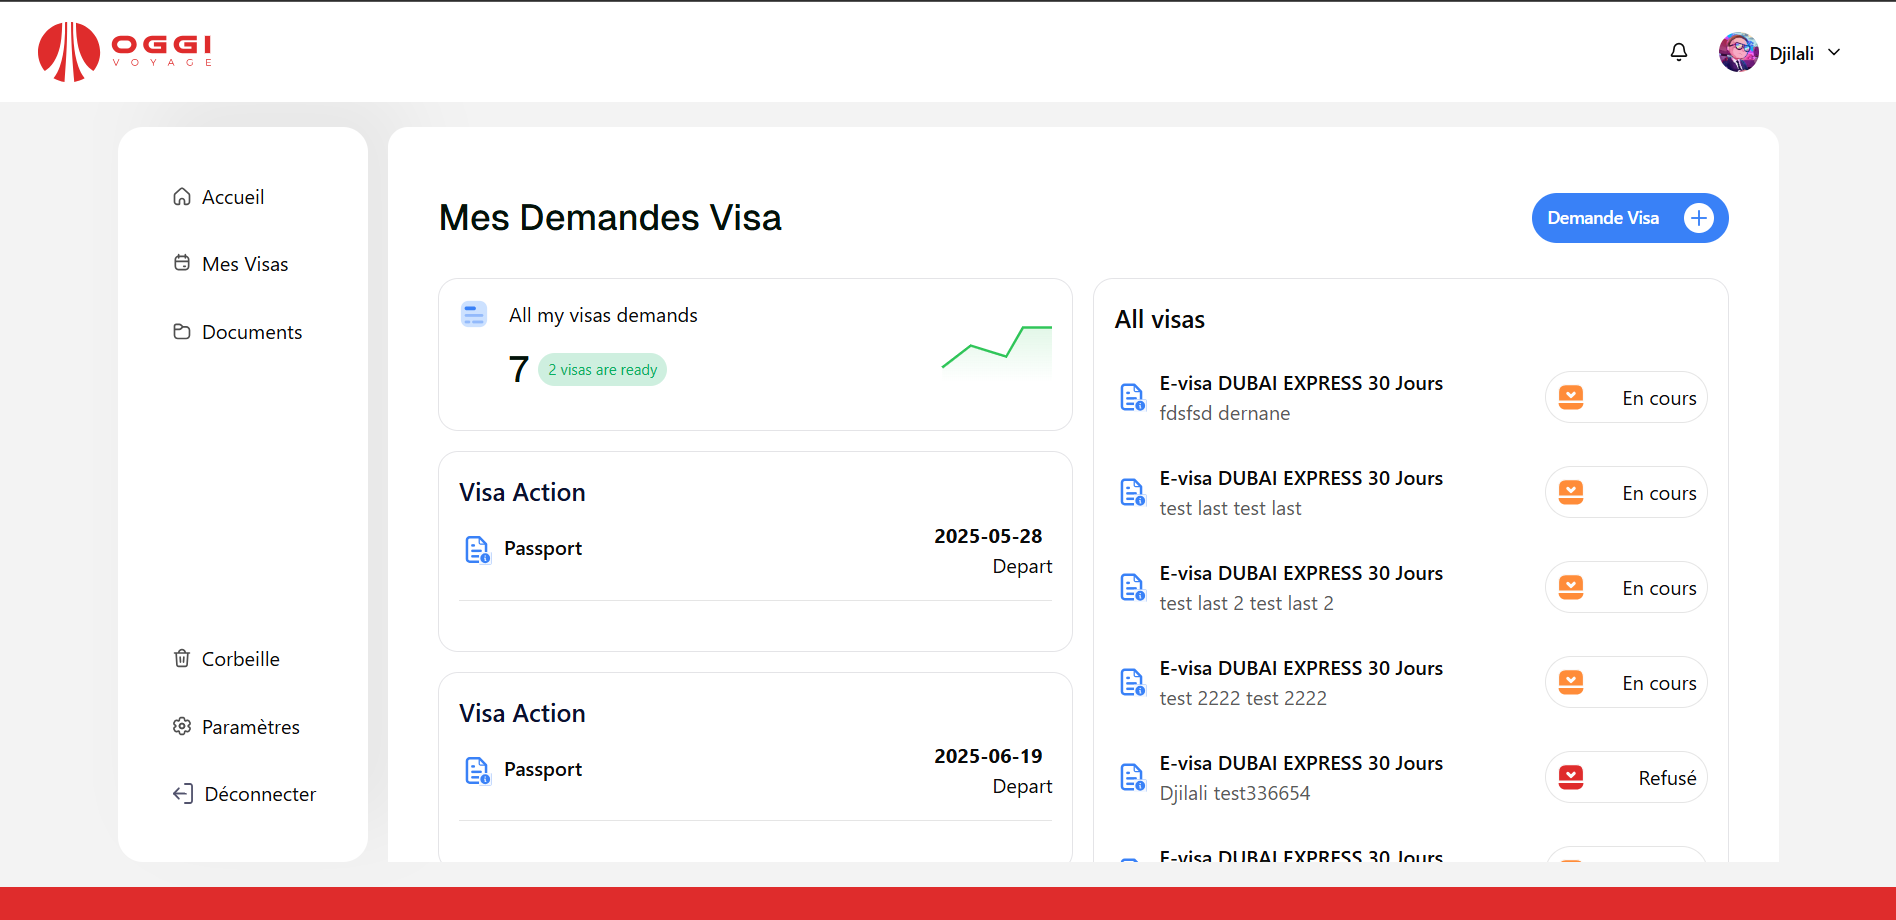 OGGI
VOYAGE
Djilali
Accueil
Mes Visas
Documents
Corbeille
Paramètres
Déconnecter
Mes Demandes Visa
Demande Visa
All my visas demands
7
2 visas are ready
Visa Action
Passport
2025-05-28
Depart
Visa Action
Passport
2025-06-19
Depart
All visas
E-visa DUBAI EXPRESS 30 Jours
fdsfsd dernane
En cours
E-visa DUBAI EXPRESS 30 Jours
test last test last
En cours
E-visa DUBAI EXPRESS 30 Jours
test last 2 test last 2
En cours
E-visa DUBAI EXPRESS 30 Jours
test 2222 test 2222
En cours
E-visa DUBAI EXPRESS 30 Jours
Djilali test336654
Refusé
E-visa DUBAI EXPRESS 30 Jours